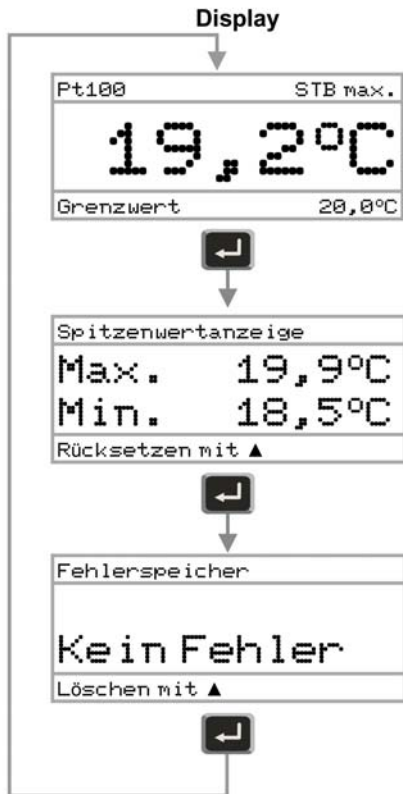 Display
Pt100 STB max.
19,2°C
Grenzwert 20,0°C
Spitzenwertanzeige
Max. 19,9°C
Min. 18,5°C
Rücksetzen mit ▲
Fehlerspeicher
Kein Fehler
Löschen mit ▲